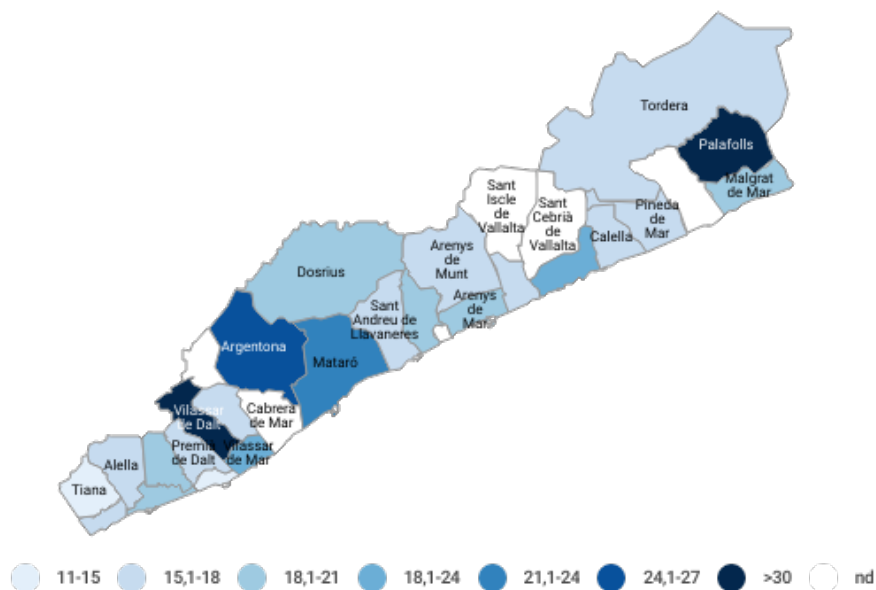 Tordera
Palafolls
Malgrat
de Mar
Sant
Iscle
de
Vallalta
Sant
Cebrià
de
Vallalta
Pineda
de
Mar
Calella
Arenys
de
Munt
Dosrius
Arenys
de
Mar
Sant
Andreu de
Llavaneres
Argentona
Mataró
Vilassar
de Dalt
Cabrera
de Mar
Premià
de Dalt
Vilassar
de Mar
Alella
Tiana
11-15 15,1-18 18,1-21 18,1-24 21,1-24 24,1-27 >30 nd